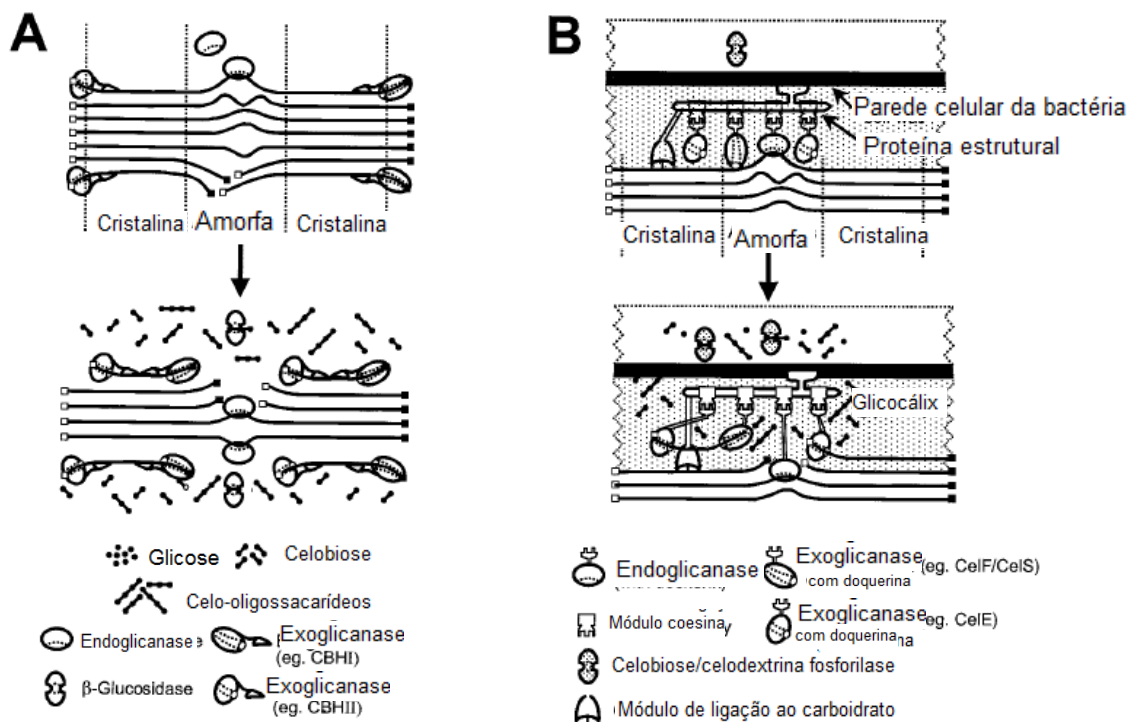 A
Cristalina Amorfa Cristalina
Glicose Celobiose
Celo-oligossacarídeos
Endoglicanase Exoglicanase
(eg. CBHI)
β-Glucosidase Exoglicanase
(eg. CBHII)
B
Parede celular da bactéria
Proteína estrutural
Cristalina Amorfa Cristalina
Glicocálix
Endoglicanase Exoglicanase (eg. CelF/CelS)
com doquerina
Módulo coesina Exoglicanase eg. CelE)
com doquerina
Celobiose/celodextrina fosforilase
Módulo de ligação ao carboidrato